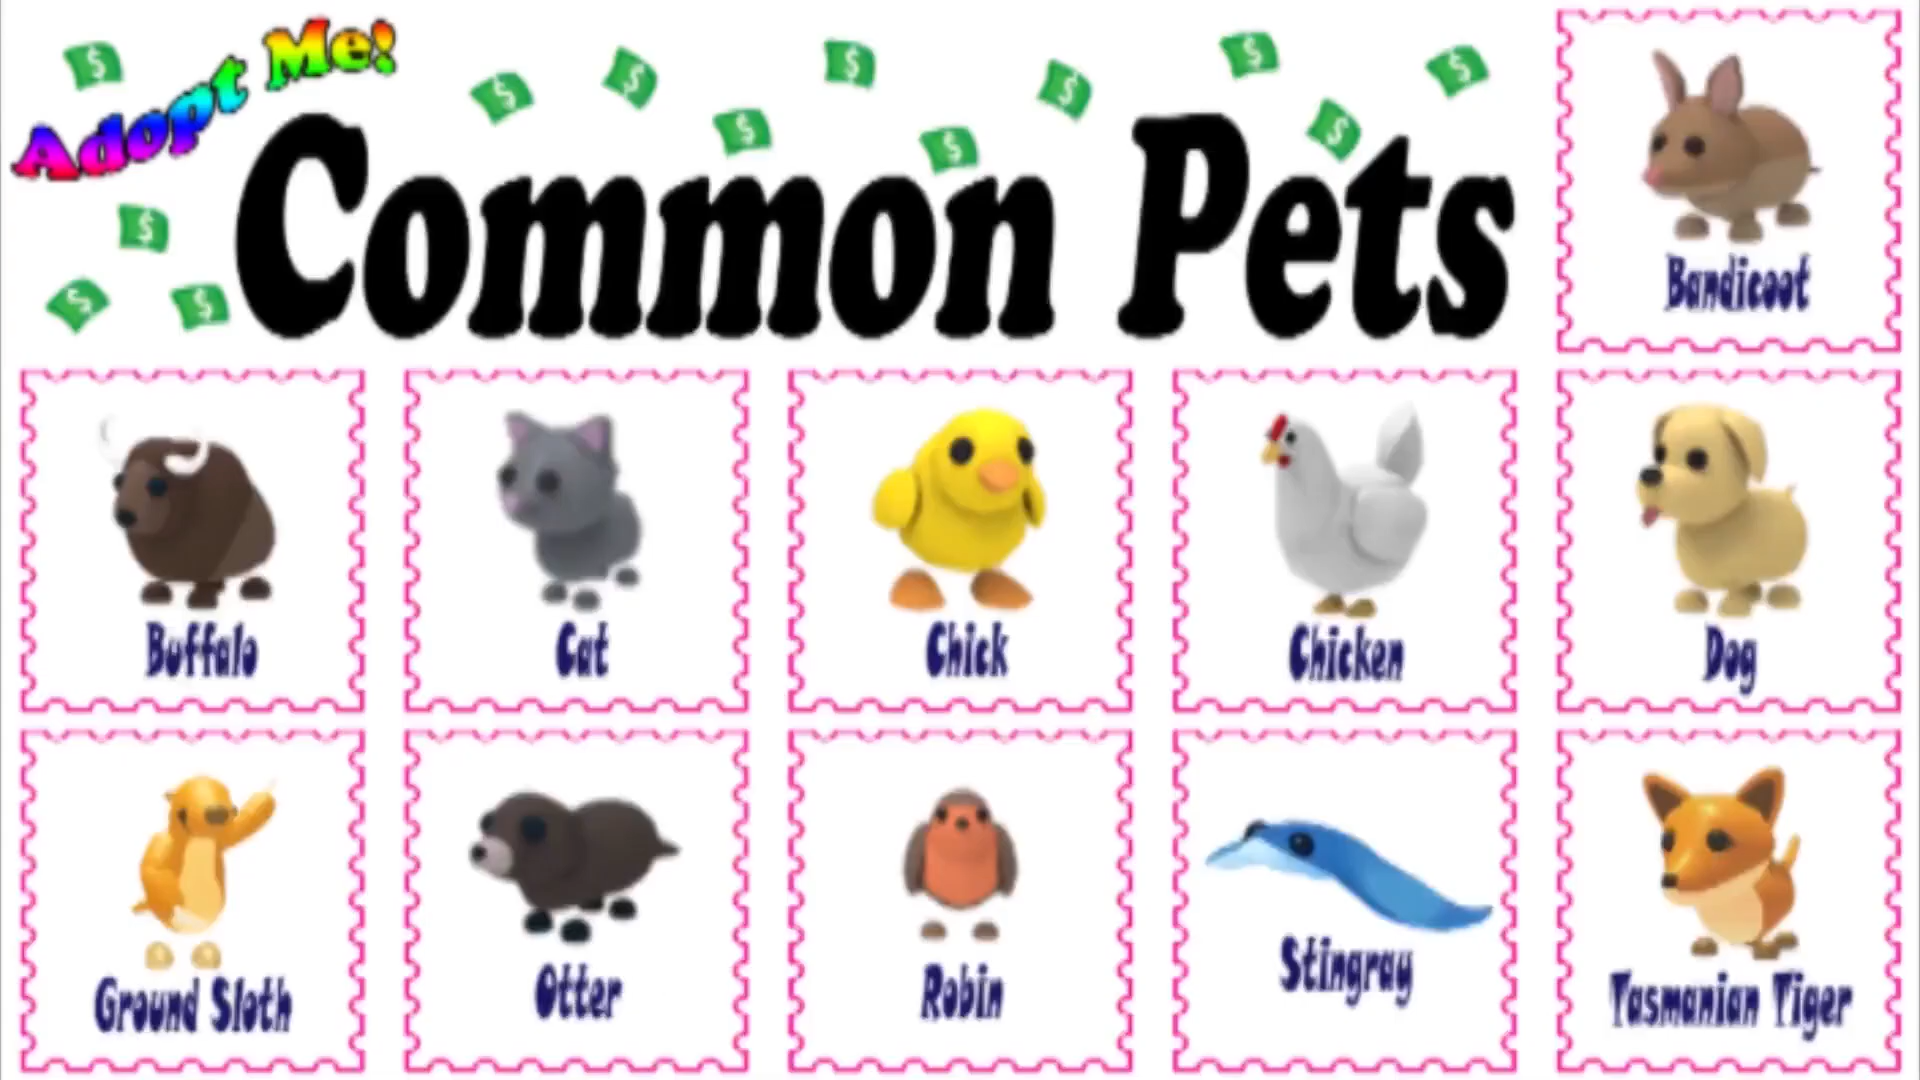 Adopt Me!
Common Pets
Bandicoot
Buffalo
Cat
Chick
Chicken
Dog
Ground Sloth
Otter
Robin
Stingray
Tasmanian Tiger